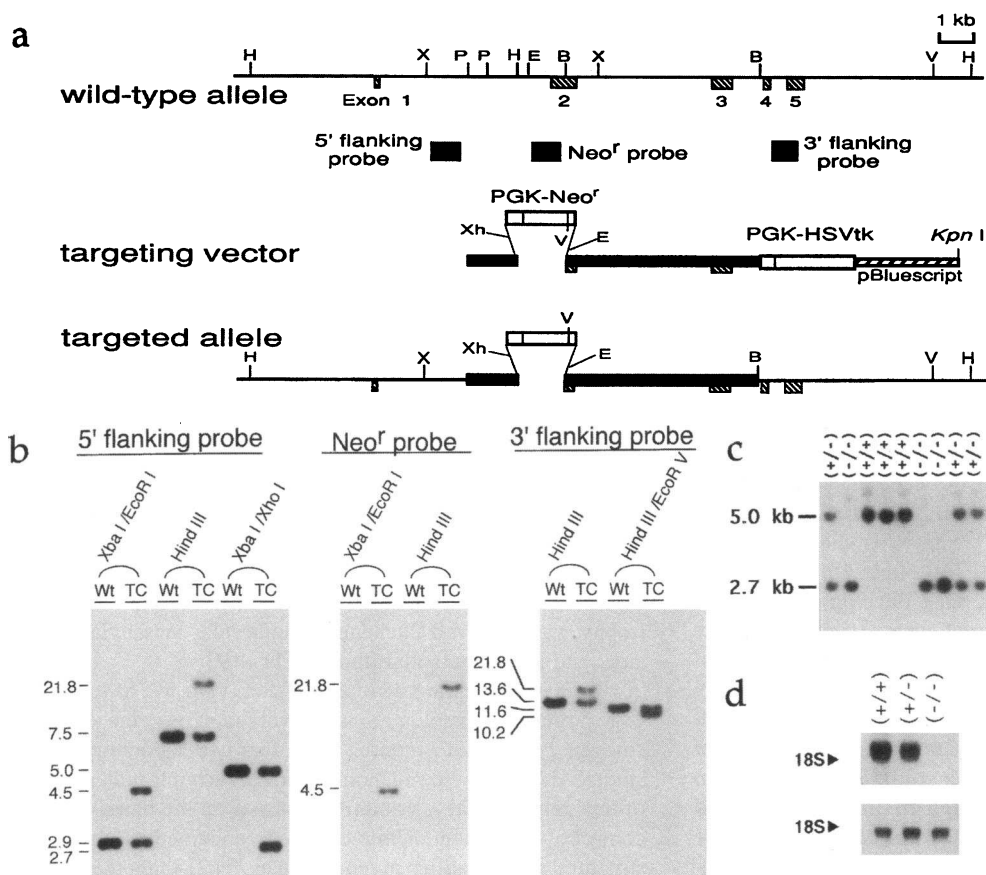 a
1 kb
H X P P H E B X B V H
wild-type allele
Exon 1 2 3 4 5
5' flanking probe
Neoʳ probe
3' flanking probe
PGK-Neoʳ
Xh V E
PGK-HSVtk
Kpn I
targeting vector
pBluescript
targeted allele
V
H X Xh E B V H
b
5' flanking probe
Neoʳ probe
3' flanking probe
Xba I/EcoR I
Hind III
Xba I/Xho I
Xba I/EcoR I
Hind III
Hind III
Hind III/EcoR V
Wt TC Wt TC Wt TC
Wt TC Wt TC
Wt TC Wt TC
21.8
7.5
5.0
4.5
2.9
2.7
21.8
4.5
21.8
13.6
11.6
10.2
c
(+/-) (-/-) (+/+) (+/+) (+/+) (-/-) (-/-) (+/-) (+/-)
5.0 kb
2.7 kb
d
(+/+) (+/-) (-/-)
18S
18S